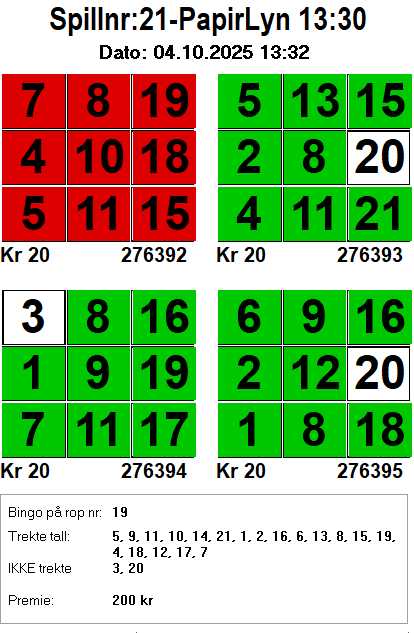 Spillnr:21-PapirLyn 13:30
Dato: 04.10.2025 13:32
7 8 19
4 10 18
5 11 15
Kr 20 276392
5 13 15
2 8 20
4 11 21
Kr 20 276393
3 8 16
1 9 19
7 11 17
Kr 20 276394
6 9 16
2 12 20
1 8 18
Kr 20 276395
Bingo på rop nr: 19
Trekte tall: 5, 9, 11, 10, 14, 21, 1, 2, 16, 6, 13, 8, 15, 19,
4, 18, 12, 17, 7
IKKE trekte 3, 20
Premie: 200 kr